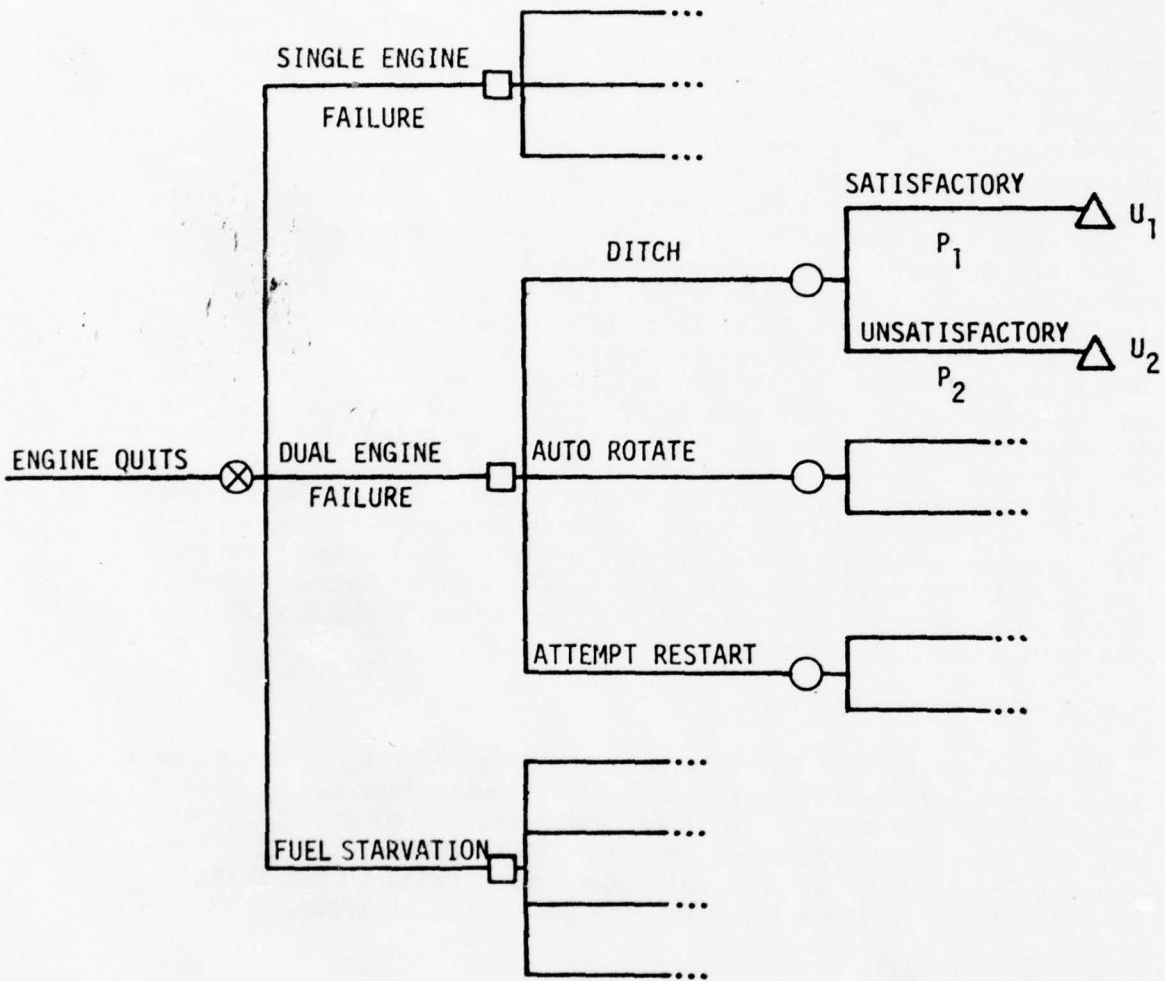 SINGLE ENGINE
FAILURE
SATISFACTORY
P1
U1
DITCH
UNSATISFACTORY
P2
U2
ENGINE QUITS
DUAL ENGINE
FAILURE
AUTO ROTATE
ATTEMPT RESTART
FUEL STARVATION